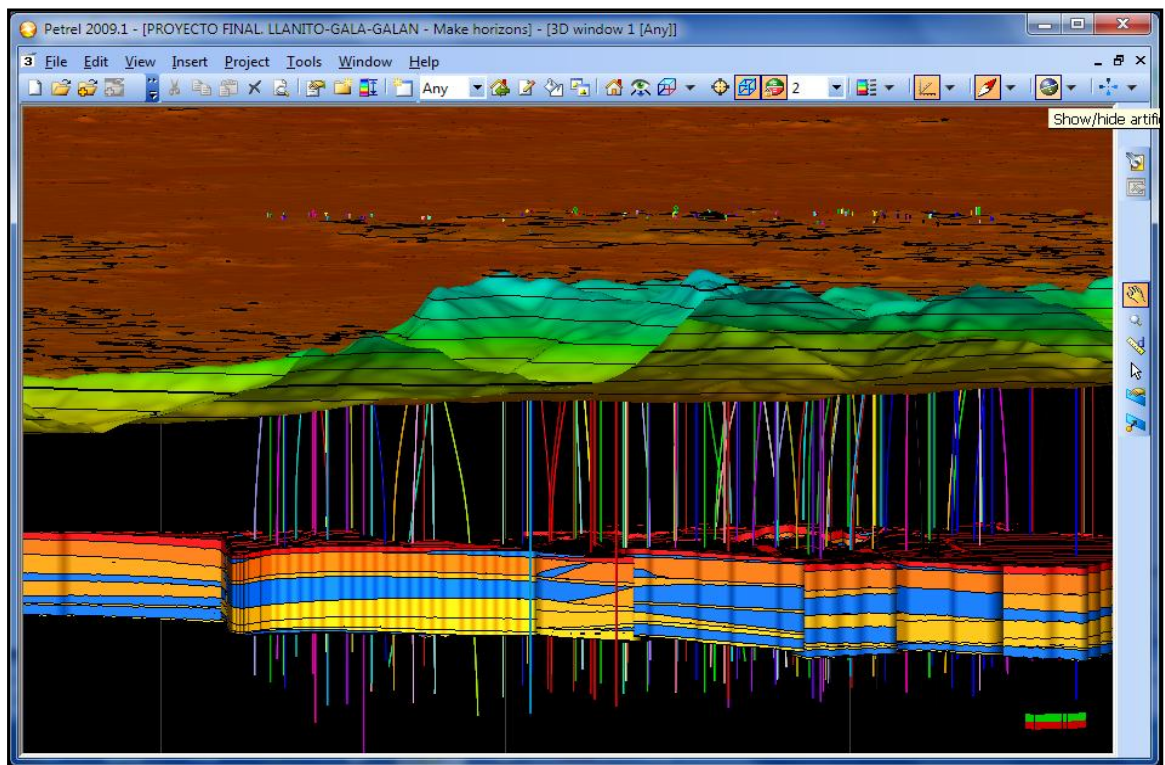 Petrel 2009.1 - [PROYECTO FINAL. LLANITO-GALA-GALAN - Make horizons] - [3D window 1 [Any]]
File Edit View Insert Project Tools Window Help
Any 2
Show/hide artifi